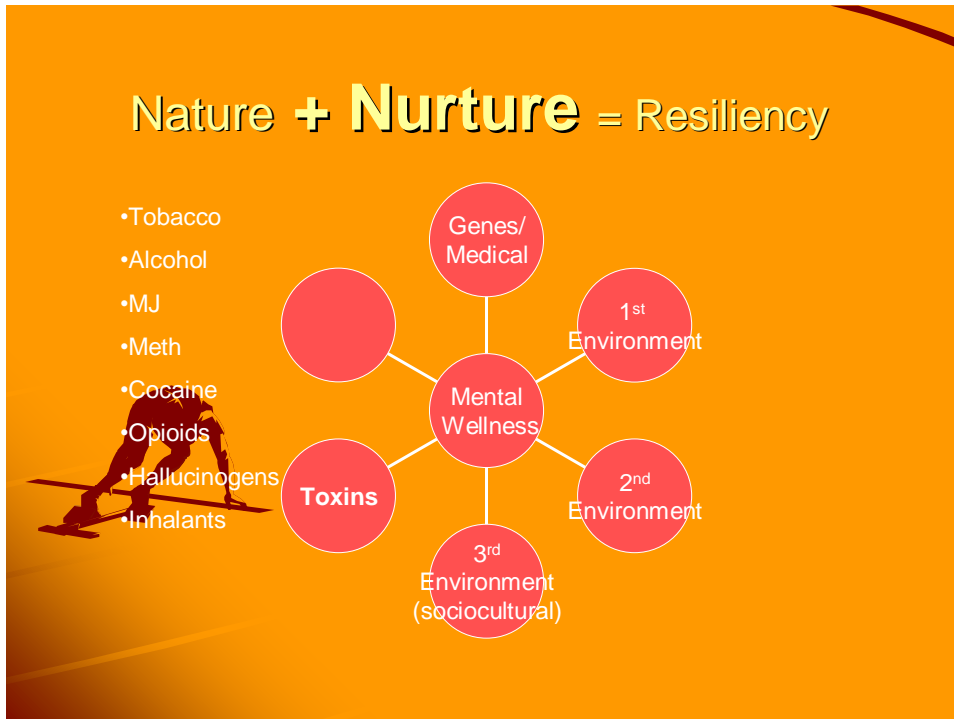 Nature + Nurture = Resiliency
•Tobacco
•Alcohol
•MJ
•Meth
•Cocaine
•Opioids
•Hallucinogens
•Inhalants
Genes/
Medical
1st
Environment
Mental
Wellness
2nd
Environment
Toxins
3rd
Environment
(sociocultural)